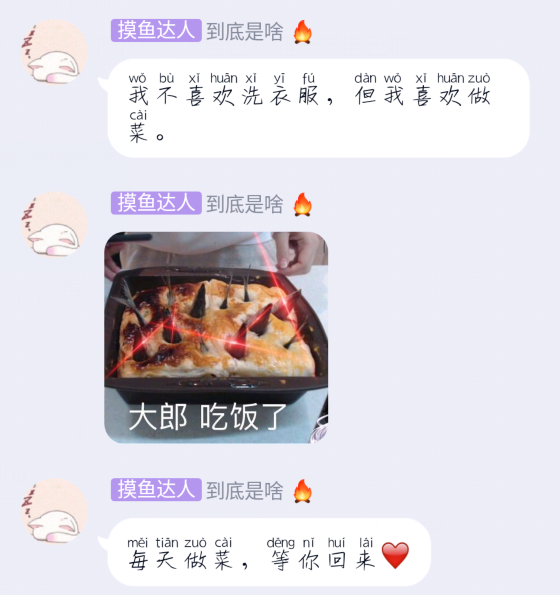 摸鱼达人 到底是啥 🔥
wǒ bù xǐ huān xǐ yī fú dàn wǒ xǐ huān zuò
我不喜欢洗衣服，但我喜欢做
cài
菜。
摸鱼达人 到底是啥 🔥
大郎 吃饭了
摸鱼达人 到底是啥 🔥
měi tiān zuò cài děng nǐ huí lái
每天做菜，等你回来❤️